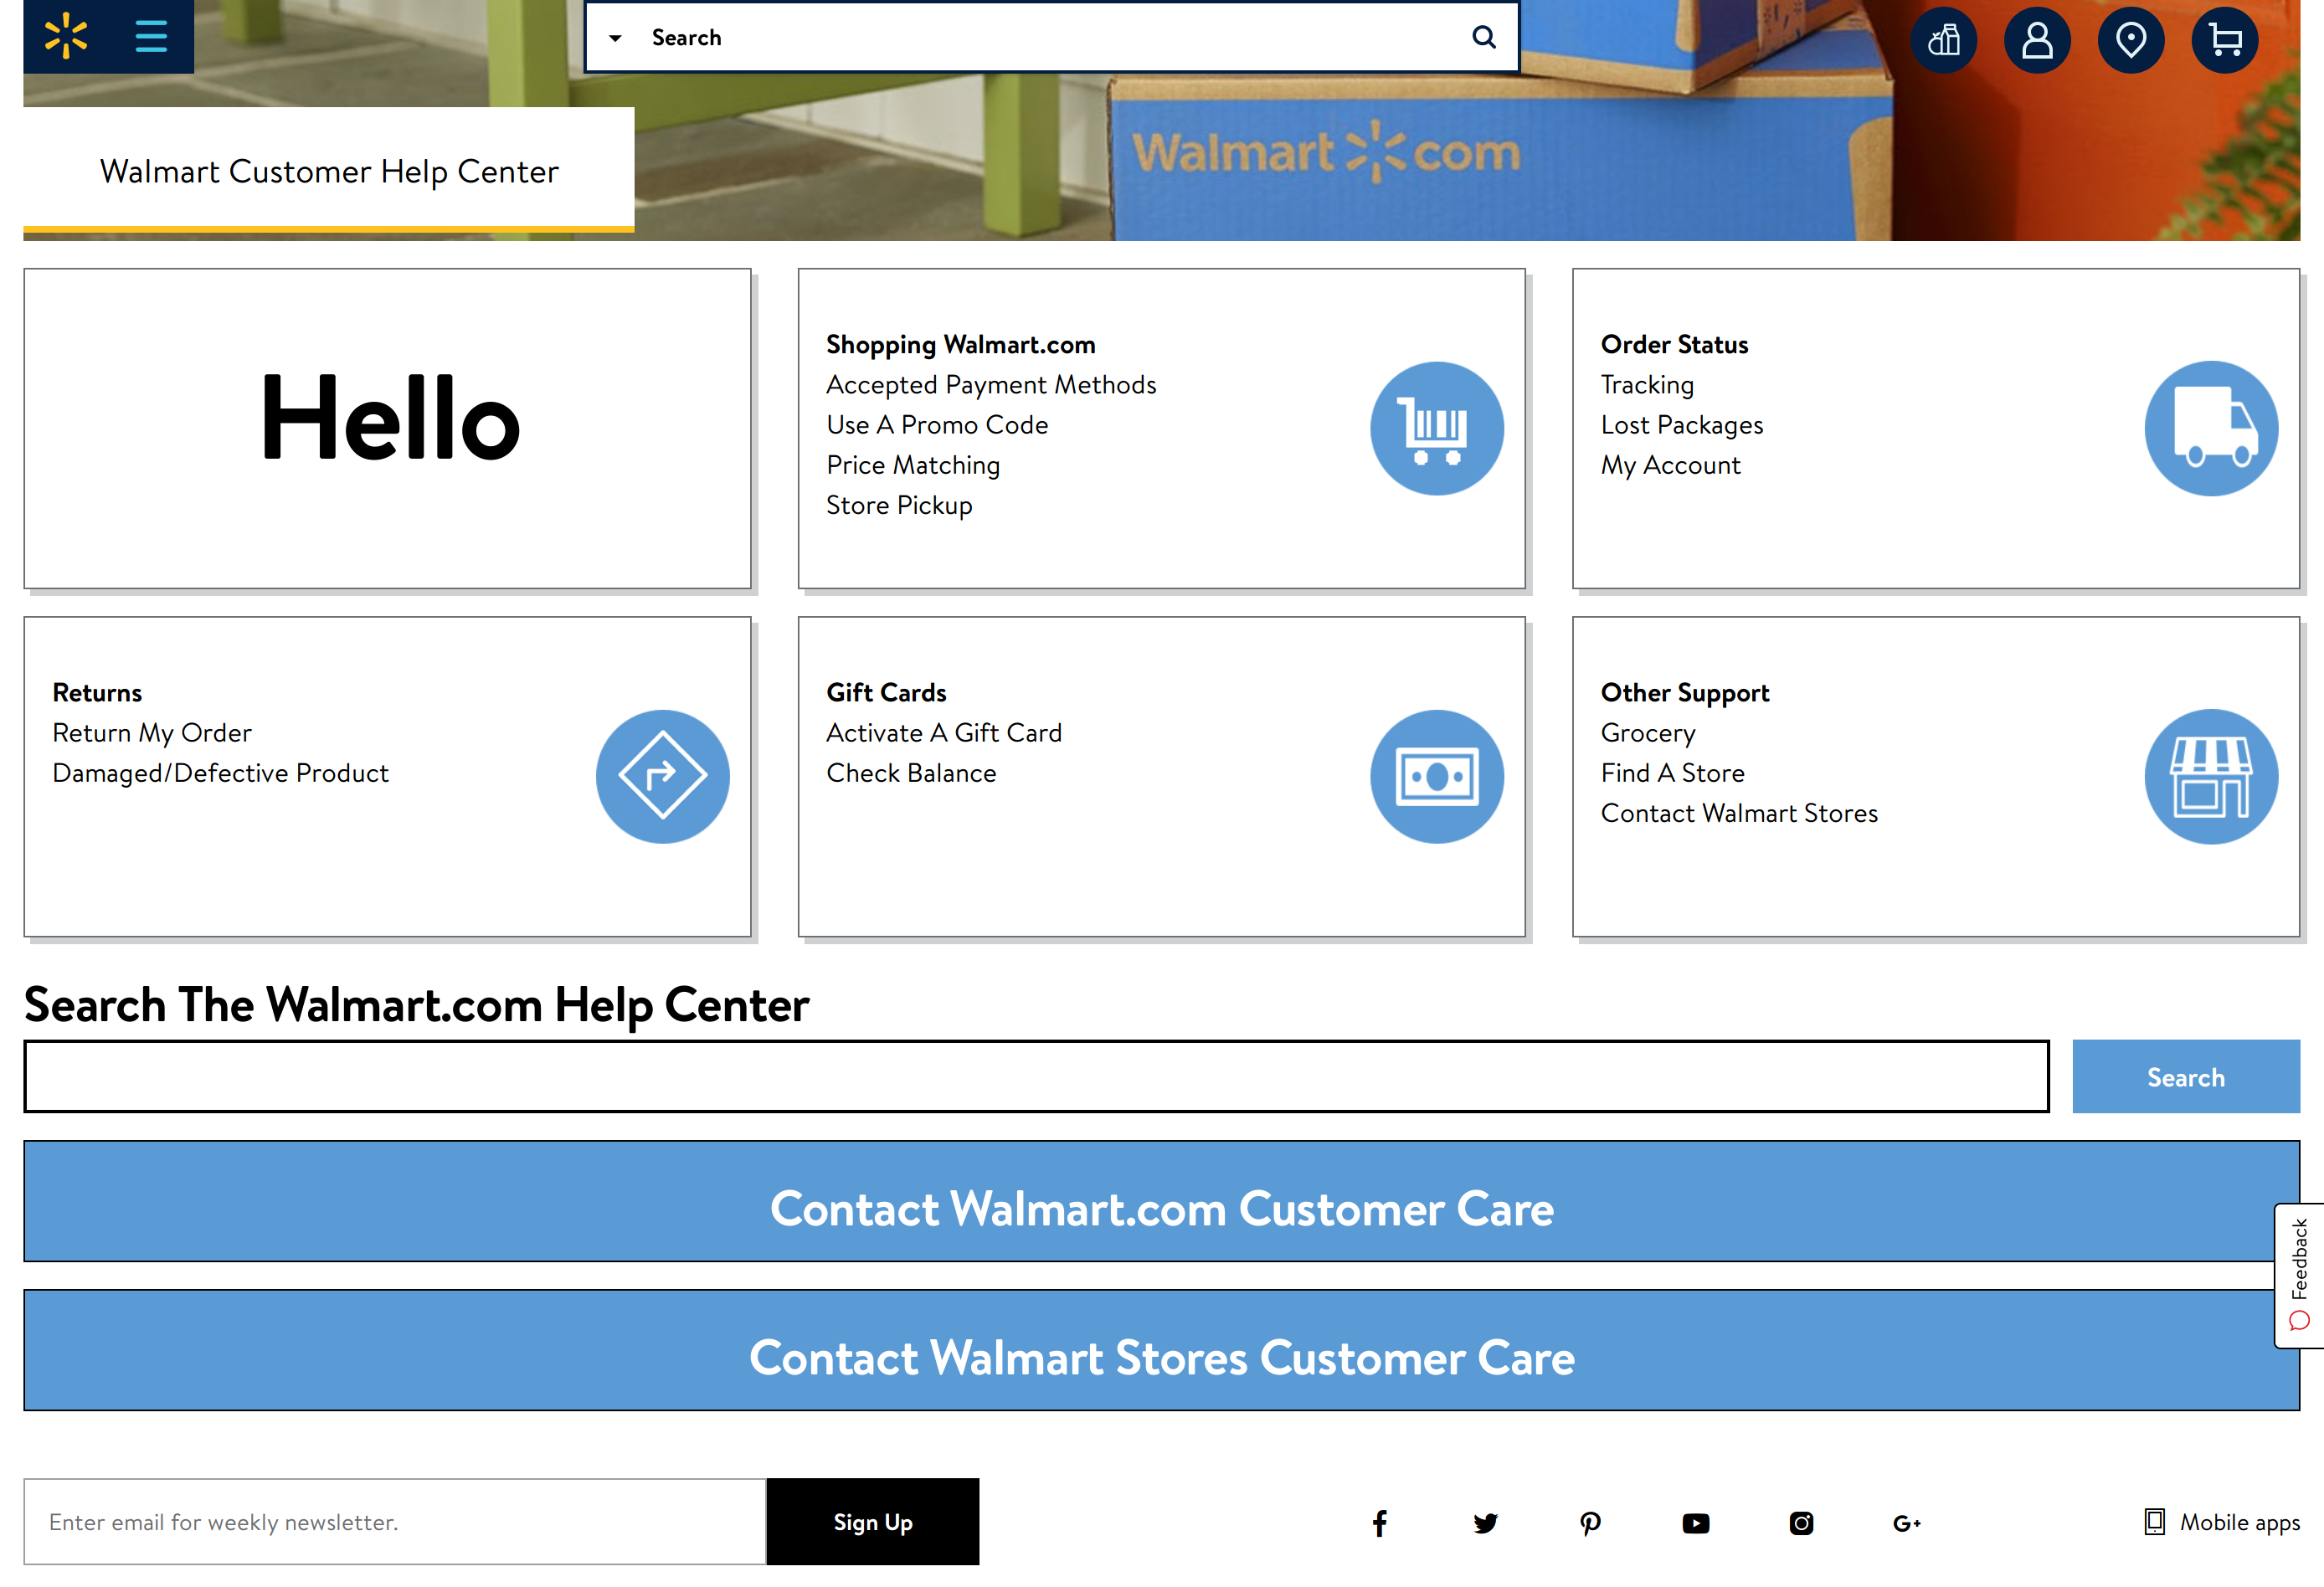 Search
Walmart com
Walmart Customer Help Center
Hello
Shopping Walmart.com
Accepted Payment Methods
Use A Promo Code
Price Matching
Store Pickup
Order Status
Tracking
Lost Packages
My Account
Returns
Return My Order
Damaged/Defective Product
Gift Cards
Activate A Gift Card
Check Balance
Other Support
Grocery
Find A Store
Contact Walmart Stores
Search The Walmart.com Help Center
Search
Contact Walmart.com Customer Care
Feedback
Contact Walmart Stores Customer Care
Enter email for weekly newsletter.
Sign Up
G+
Mobile apps